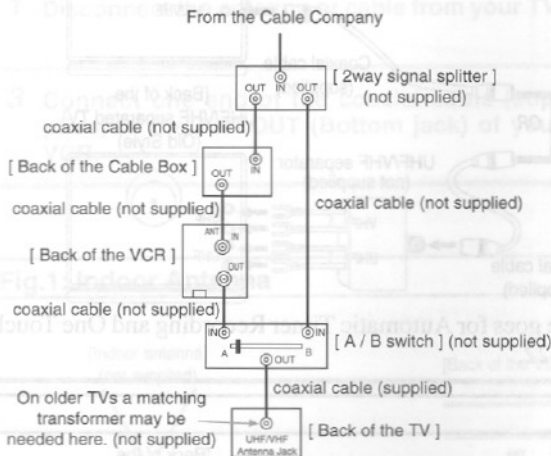 From the Cable Company
OUT IN OUT
[ 2way signal splitter ]
(not supplied)
coaxial cable (not supplied)
IN
[ Back of the Cable Box ]
OUT
coaxial cable (not supplied)
coaxial cable (not supplied)
ANT IN
[ Back of the VCR ]
OUT
coaxial cable (not supplied)
IN IN
[ A / B switch ] (not supplied)
A B
OUT
coaxial cable (supplied)
On older TVs a matching
transformer may be
needed here. (not supplied)
[ Back of the TV ]
UHF/VHF
Antenna Jack